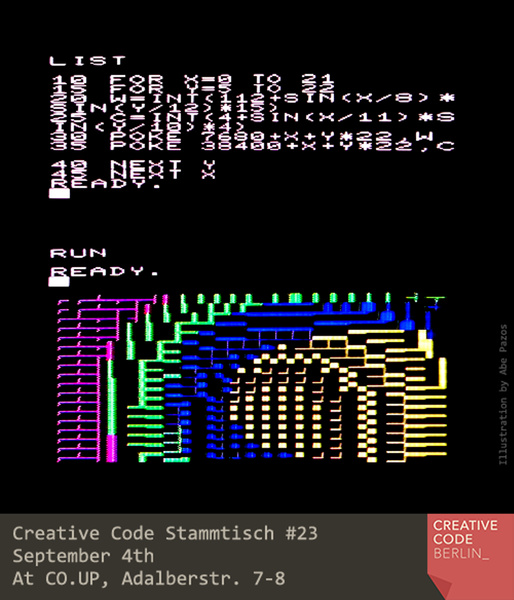 LIST
10 FOR X=0 TO 21
15 FOR Y=0 TO 22
20 W=INT(112+SIN(X/8)*
SIN(Y/12)*15)
25 C=INT(4+SIN(X/11)*S
IN(Y/10)*4)
30 POKE 7680+X+Y*22,W
35 POKE 38400+X+Y*22,C
40 NEXT Y
45 NEXT X
READY.
RUN
READY.
Illustration by Abe Pazos
Creative Code Stammtisch #23
September 4th
At CO.UP, Adalberstr. 7-8
CREATIVE
CODE
BERLIN_